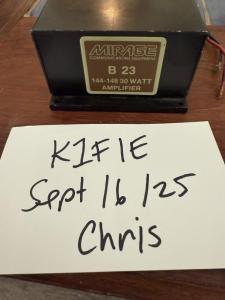 MIRAGE
COMMUNICATIONS EQUIPMENT
B 23
144-148 30 WATT
AMPLIFIER
K1FIE
Sept 16/25
Chris